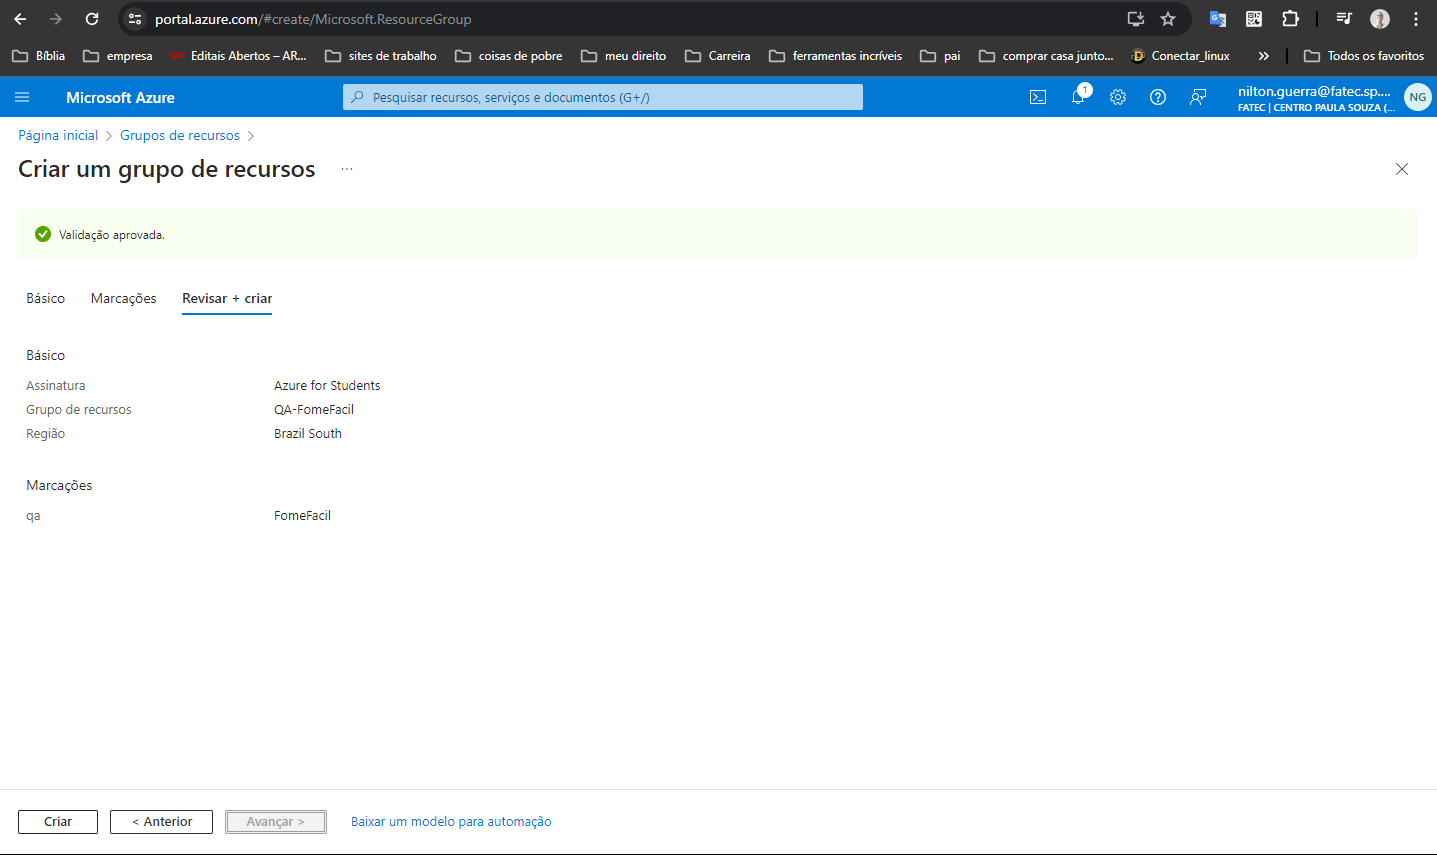 portal.azure.com/#create/Microsoft.ResourceGroup
Bíblia empresa Editais Abertos – AR... sites de trabalho coisas de pobre meu direito Carreira ferramentas incríveis pai comprar casa junto... Conectar_linux » Todos os favoritos
Microsoft Azure Pesquisar recursos, serviços e documentos (G+/) 1 nilton.guerra@fatec.sp....
FATEC | CENTRO PAULA SOUZA (... NG
Página inicial > Grupos de recursos >
Criar um grupo de recursos ...
Validação aprovada.
Básico Marcações Revisar + criar
Básico
Assinatura Azure for Students
Grupo de recursos QA-FomeFacil
Região Brazil South
Marcações
qa FomeFacil
Criar < Anterior Avançar > Baixar um modelo para automação